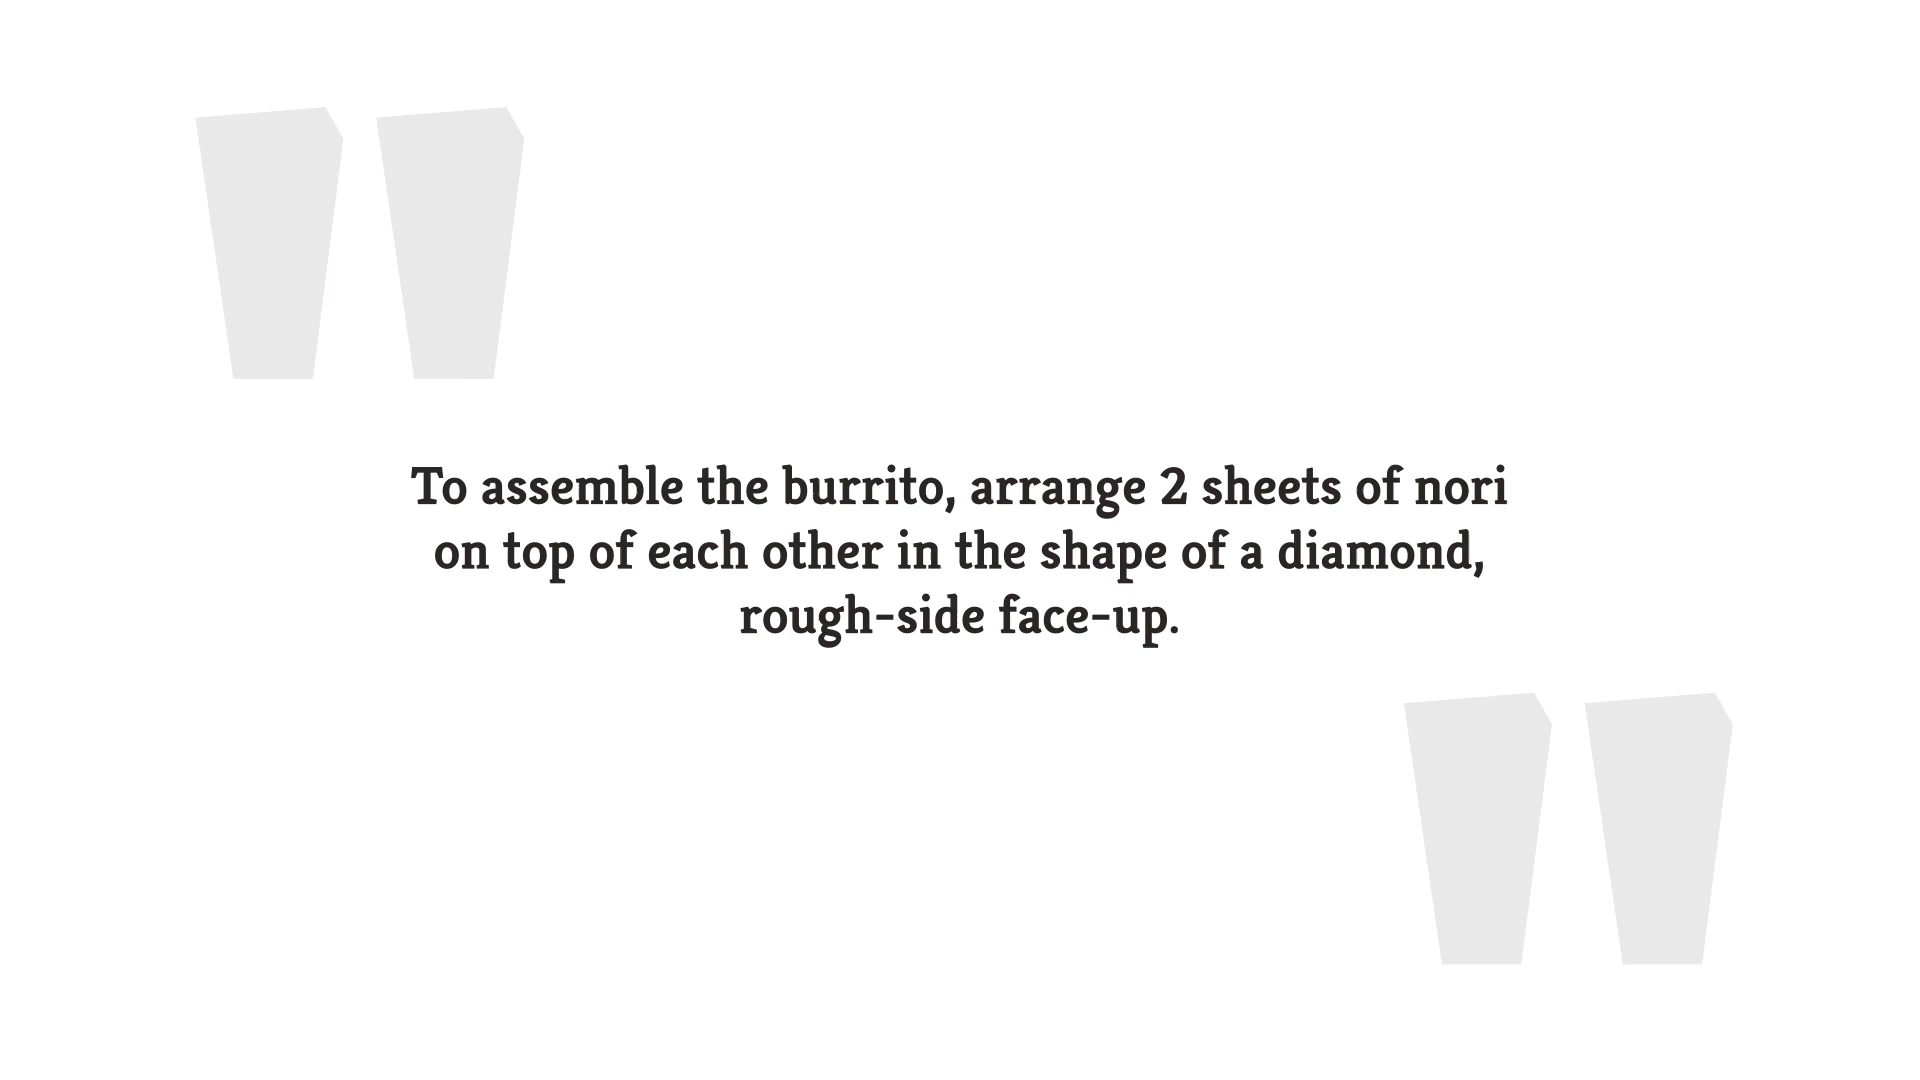 To assemble the burrito, arrange 2 sheets of nori
on top of each other in the shape of a diamond,
rough-side face-up.